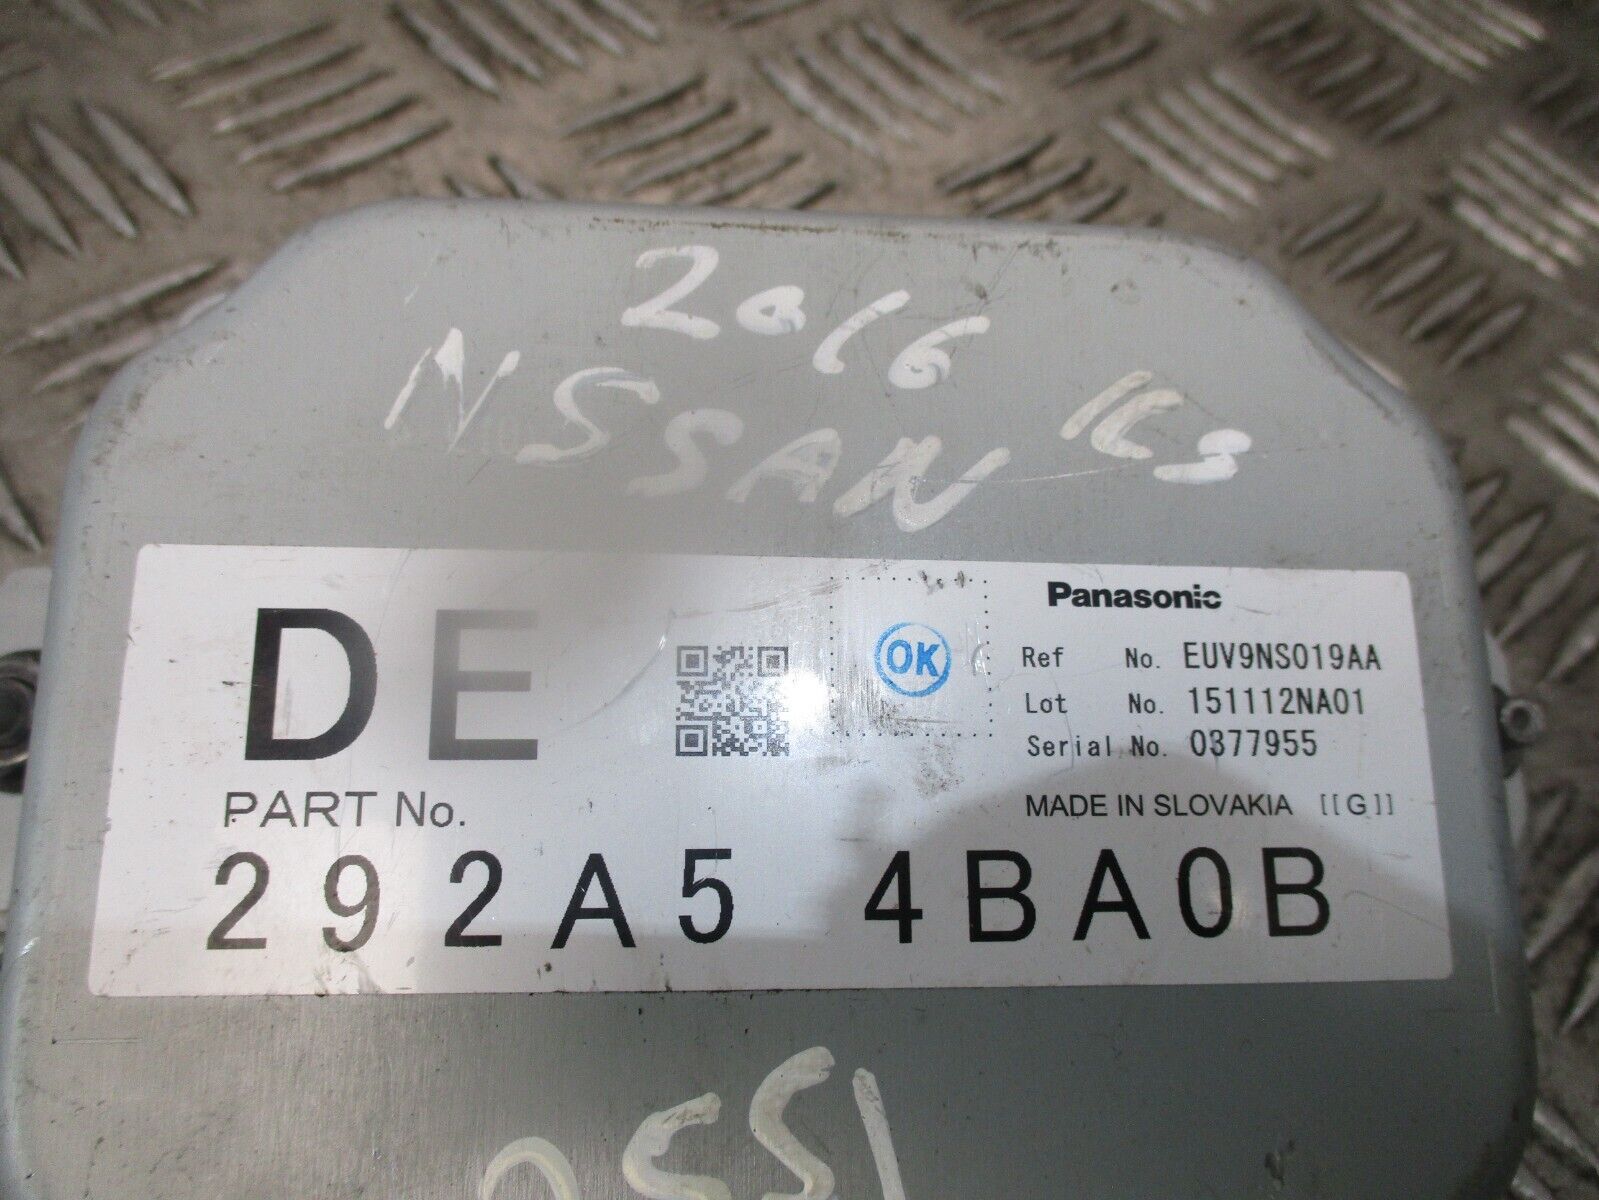 2016
NSSAN
DE
OK
Panasonic
Ref No. EUV9NS019AA
Lot No. 151112NA01
Serial No. 0377955
MADE IN SLOVAKIA [[G]]
PART No.
292A5 4BA0B